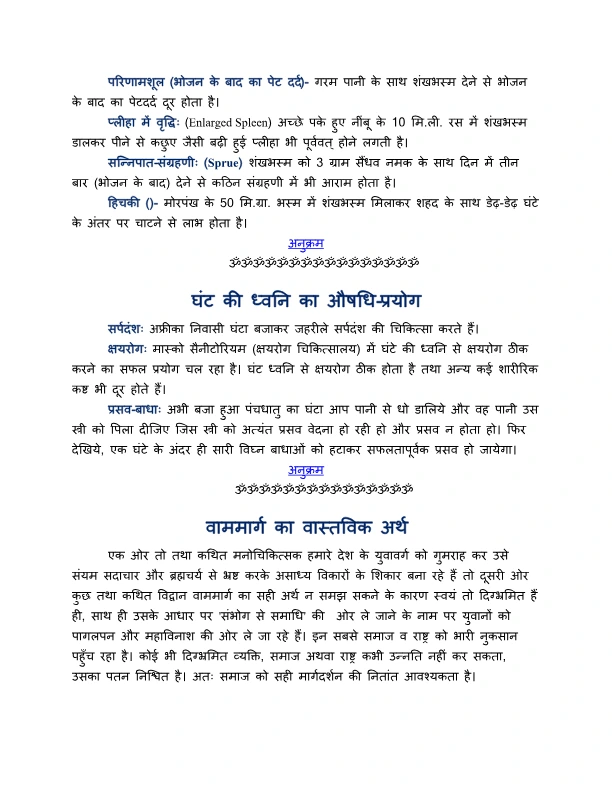 परिणामशूल (भोजन के बाद का पेट दर्द)- गरम पानी के साथ शंखभस्म देने से भोजन
के बाद का पेटदर्द दूर होता है।
प्लीहा में वृद्धिः (Enlarged Spleen) अच्छे पके हुए नींबू के 10 मि.ली. रस में शंखभस्म
डालकर पीने से कछुए जैसी बढ़ी हुई प्लीहा भी पूर्ववत् होने लगती है।
सन्निपात-संग्रहणीः (Sprue) शंखभस्म को 3 ग्राम सैंधव नमक के साथ दिन में तीन
बार (भोजन के बाद) देने से कठिन संग्रहणी में भी आराम होता है।
हिचकी ()- मोरपंख के 50 मि.ग्रा. भस्म में शंखभस्म मिलाकर शहद के साथ डेढ़-डेढ़ घंटे
के अंतर पर चाटने से लाभ होता है।
अनुक्रम
ॐॐॐॐॐॐॐॐॐॐॐॐॐॐॐॐ
घंट की ध्वनि का औषधि-प्रयोग
सर्पदंशः अफ्रीका निवासी घंटा बजाकर जहरीले सर्पदंश की चिकित्सा करते हैं।
क्षयरोगः मास्को सैनीटोरियम (क्षयरोग चिकित्सालय) में घंटे की ध्वनि से क्षयरोग ठीक
करने का सफल प्रयोग चल रहा है। घंट ध्वनि से क्षयरोग ठीक होता है तथा अन्य कई शारीरिक
कष्ट भी दूर होते हैं।
प्रसव-बाधाः अभी बजा हुआ पंचधातु का घंटा आप पानी से धो डालिये और वह पानी उस
स्त्री को पिला दीजिए जिस स्त्री को अत्यंत प्रसव वेदना हो रही हो और प्रसव न होता हो। फिर
देखिये, एक घंटे के अंदर ही सारी विघ्न बाधाओं को हटाकर सफलतापूर्वक प्रसव हो जायेगा।
अनुक्रम
ॐॐॐॐॐॐॐॐॐॐॐॐॐॐॐ
वाममार्ग का वास्तविक अर्थ
एक ओर तो तथा कथित मनोचिकित्सक हमारे देश के युवावर्ग को गुमराह कर उसे
संयम सदाचार और ब्रह्मचर्य से भ्रष्ट करके असाध्य विकारों के शिकार बना रहे हैं तो दूसरी ओर
कुछ तथा कथित विद्वान वाममार्ग का सही अर्थ न समझ सकने के कारण स्वयं तो दिग्भ्रमित हैं
ही, साथ ही उसके आधार पर 'संभोग से समाधि' की ओर ले जाने के नाम पर युवानों को
पागलपन और महाविनाश की ओर ले जा रहे हैं। इन सबसे समाज व राष्ट्र को भारी नुकसान
पहुँच रहा है। कोई भी दिग्भ्रमित व्यक्ति, समाज अथवा राष्ट्र कभी उन्नति नहीं कर सकता,
उसका पतन निश्चित है। अतः समाज को सही मार्गदर्शन की नितांत आवश्यकता है।